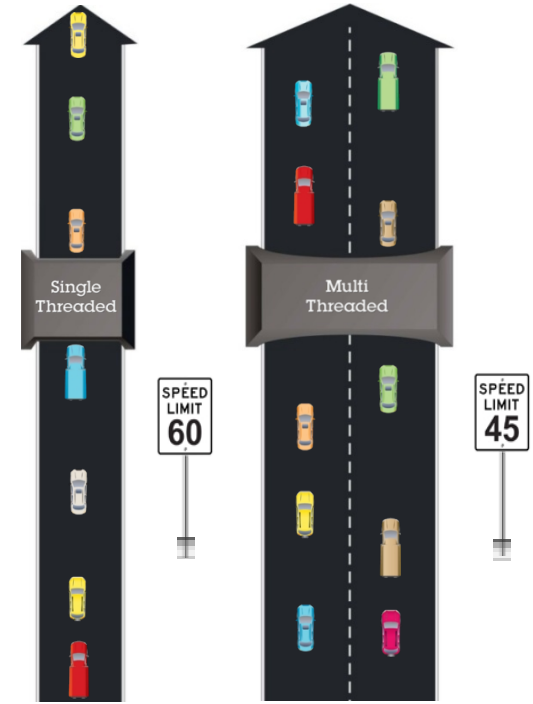 Single
Threaded
Multi
Threaded
SPEED
LIMIT
60
SPEED
LIMIT
45